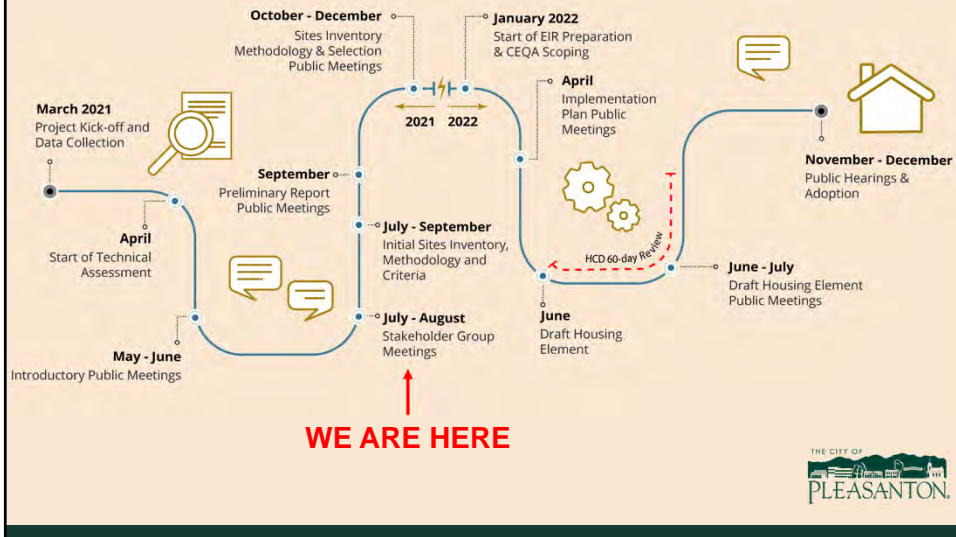 March 2021
Project Kick-off and
Data Collection
April
Start of Technical
Assessment
May - June
Introductory Public Meetings
July - August
Stakeholder Group
Meetings
July - September
Initial Sites Inventory,
Methodology and
Criteria
September
Preliminary Report
Public Meetings
October - December
Sites Inventory
Methodology & Selection
Public Meetings
2021
2022
January 2022
Start of EIR Preparation
& CEQA Scoping
April
Implementation
Plan Public
Meetings
June
Draft Housing
Element
HCD 60-day Review
June - July
Draft Housing Element
Public Meetings
November - December
Public Hearings &
Adoption
WE ARE HERE
THE CITY OF
PLEASANTON.